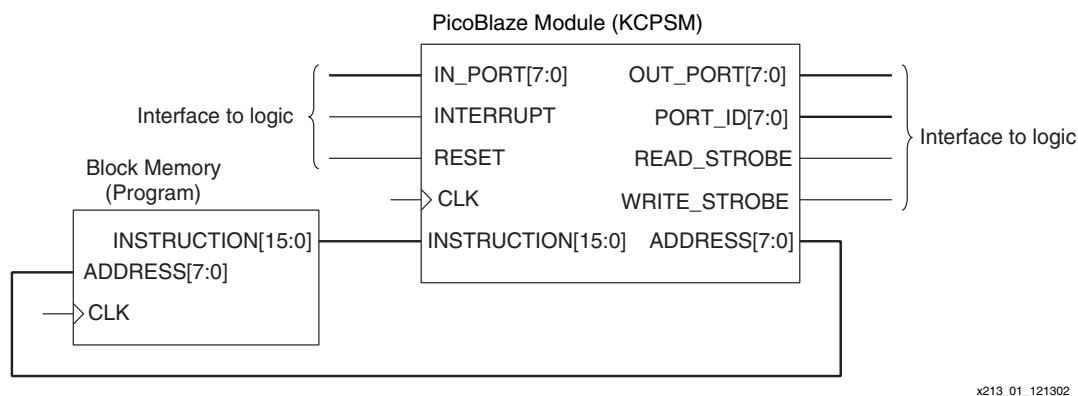 PicoBlaze Module (KCPSM)
IN_PORT[7:0]
OUT_PORT[7:0]
Interface to logic
INTERRUPT
PORT_ID[7:0]
Interface to logic
RESET
READ_STROBE
Block Memory
(Program)
CLK
WRITE_STROBE
INSTRUCTION[15:0]
INSTRUCTION[15:0]
ADDRESS[7:0]
ADDRESS[7:0]
CLK
x213_01_121302